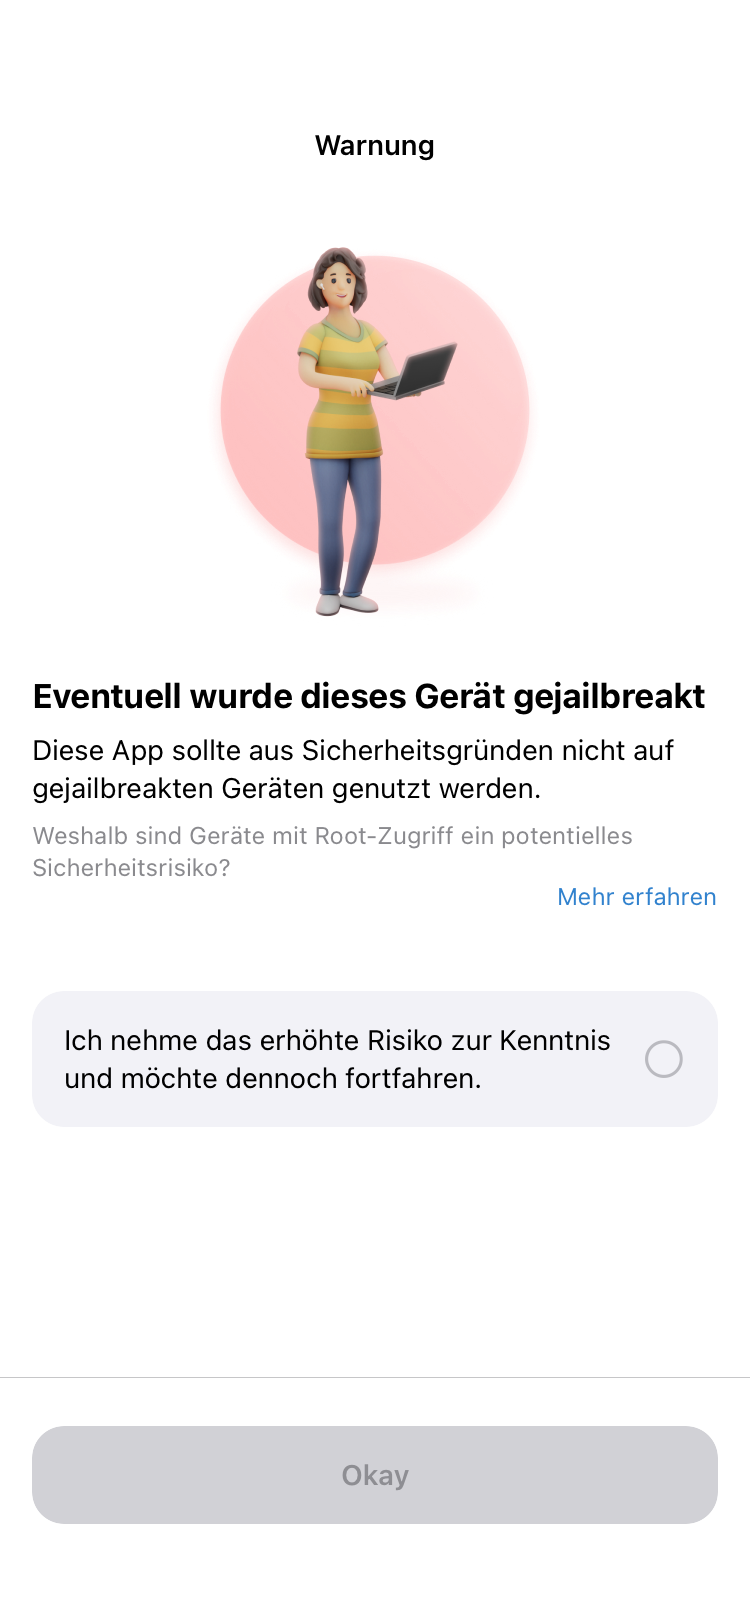 Warnung
Eventuell wurde dieses Gerät gejailbreakt
Diese App sollte aus Sicherheitsgründen nicht auf
gejailbreakten Geräten genutzt werden.
Weshalb sind Geräte mit Root-Zugriff ein potentielles
Sicherheitsrisiko?
Mehr erfahren
Ich nehme das erhöhte Risiko zur Kenntnis
und möchte dennoch fortfahren.
Okay